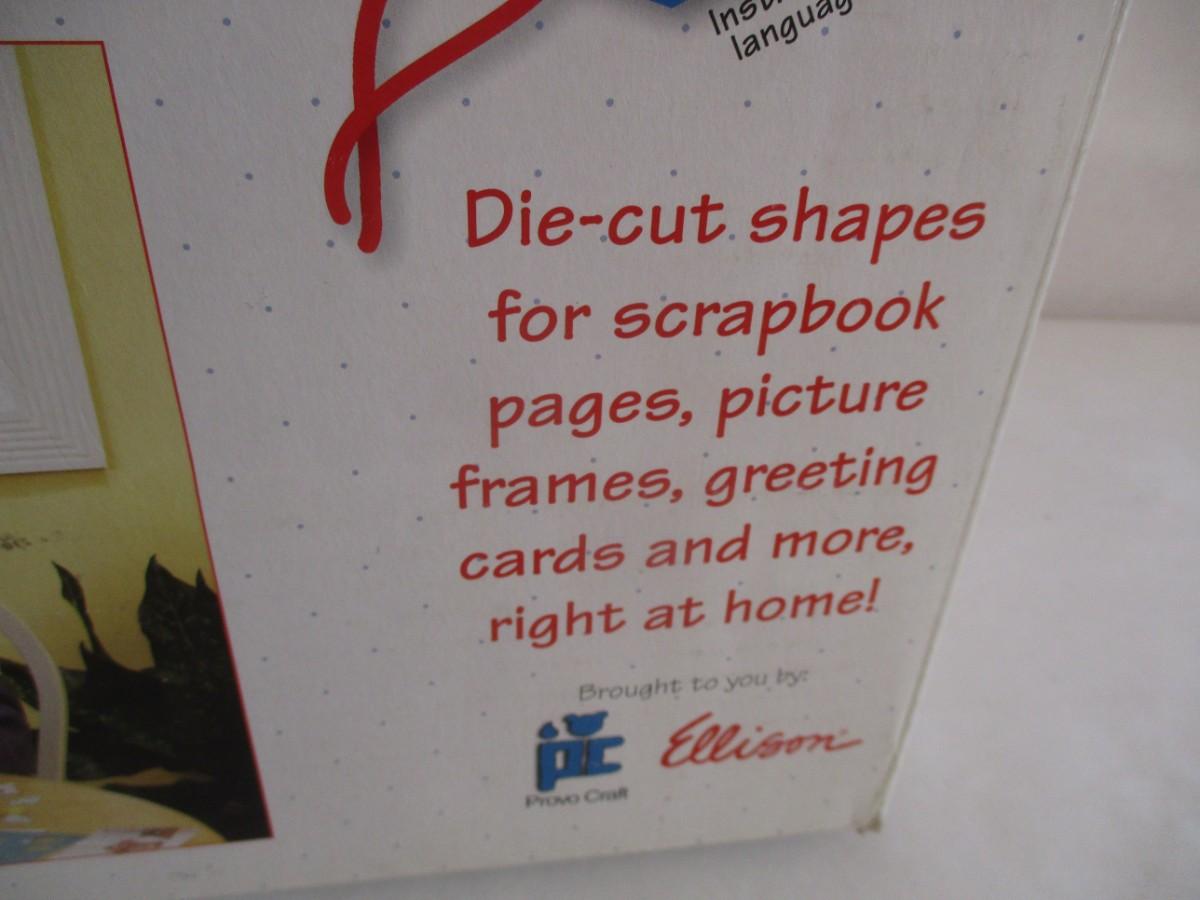 Die-cut shapes
for scrapbook
pages, picture
frames, greeting
cards and more,
right at home!
Brought to you by:
pc
Provo Craft
Ellison